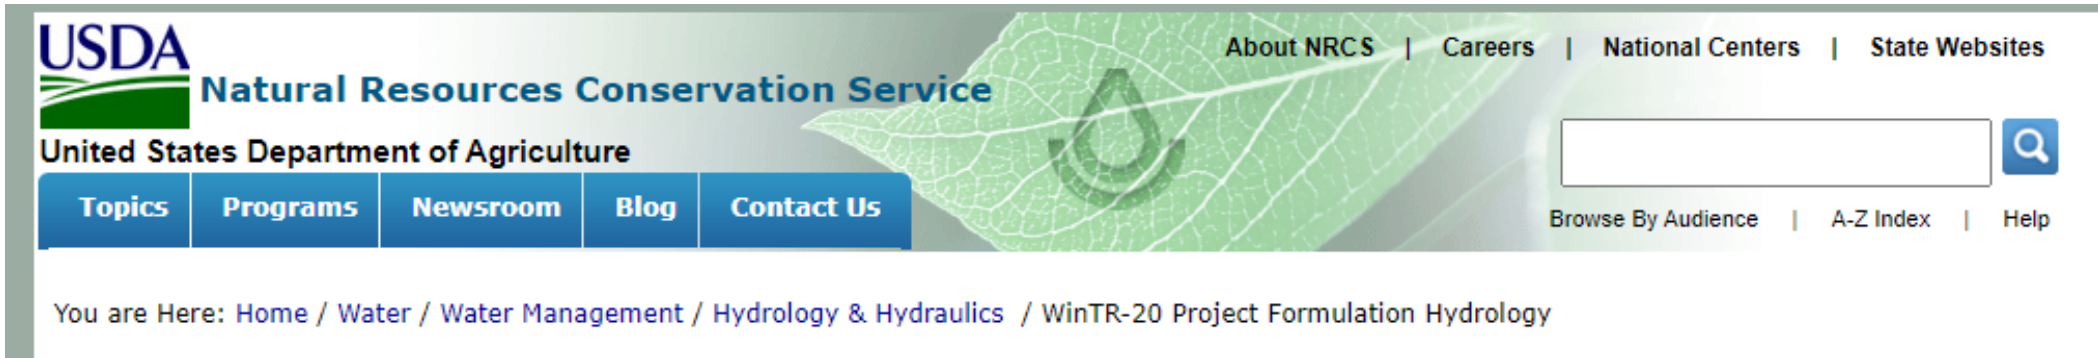 USDA
Natural Resources Conservation Service
United States Department of Agriculture
About NRCS | Careers | National Centers | State Websites
Topics Programs Newsroom Blog Contact Us
Browse By Audience | A-Z Index | Help
You are Here: Home / Water / Water Management / Hydrology & Hydraulics / WinTR-20 Project Formulation Hydrology